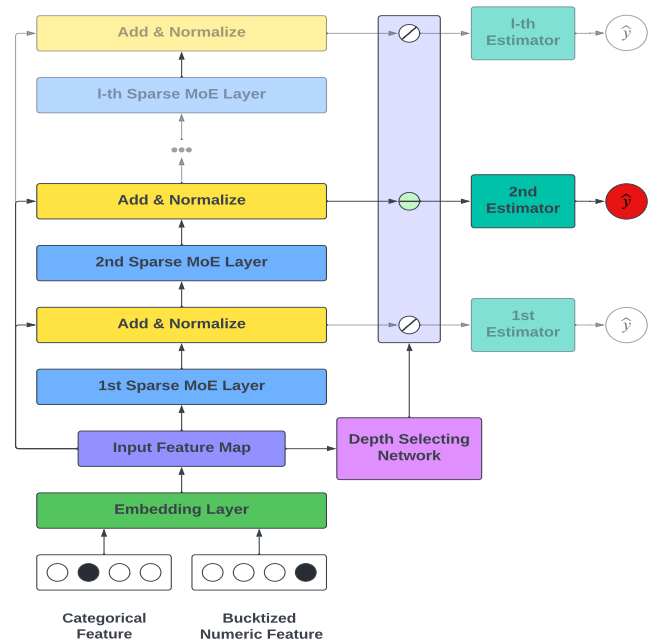 Add & Normalize
l-th
Estimator
ŷ
l-th Sparse MoE Layer
Add & Normalize
2nd
Estimator
ŷ
2nd Sparse MoE Layer
Add & Normalize
1st
Estimator
ŷ
1st Sparse MoE Layer
Input Feature Map
Depth Selecting
Network
Embedding Layer
Categorical
Feature
Bucktized
Numeric Feature